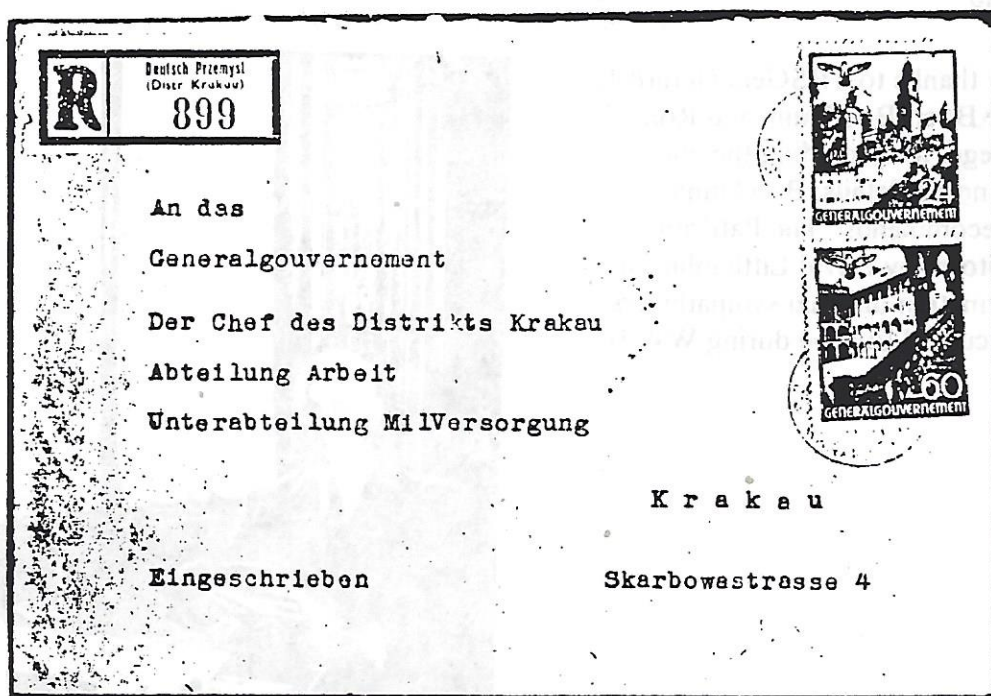 R
Deutsch Przemysl
(Distr Krakau)
899
24
GENERALGOUVERNEMENT
60
GENERALGOUVERNEMENT
An das
Generalgouvernement
Der Chef des Distrikts Krakau
Abteilung Arbeit
Unterabteilung MilVersorgung
K r a k a u
Eingeschrieben
Skarbowastrasse 4